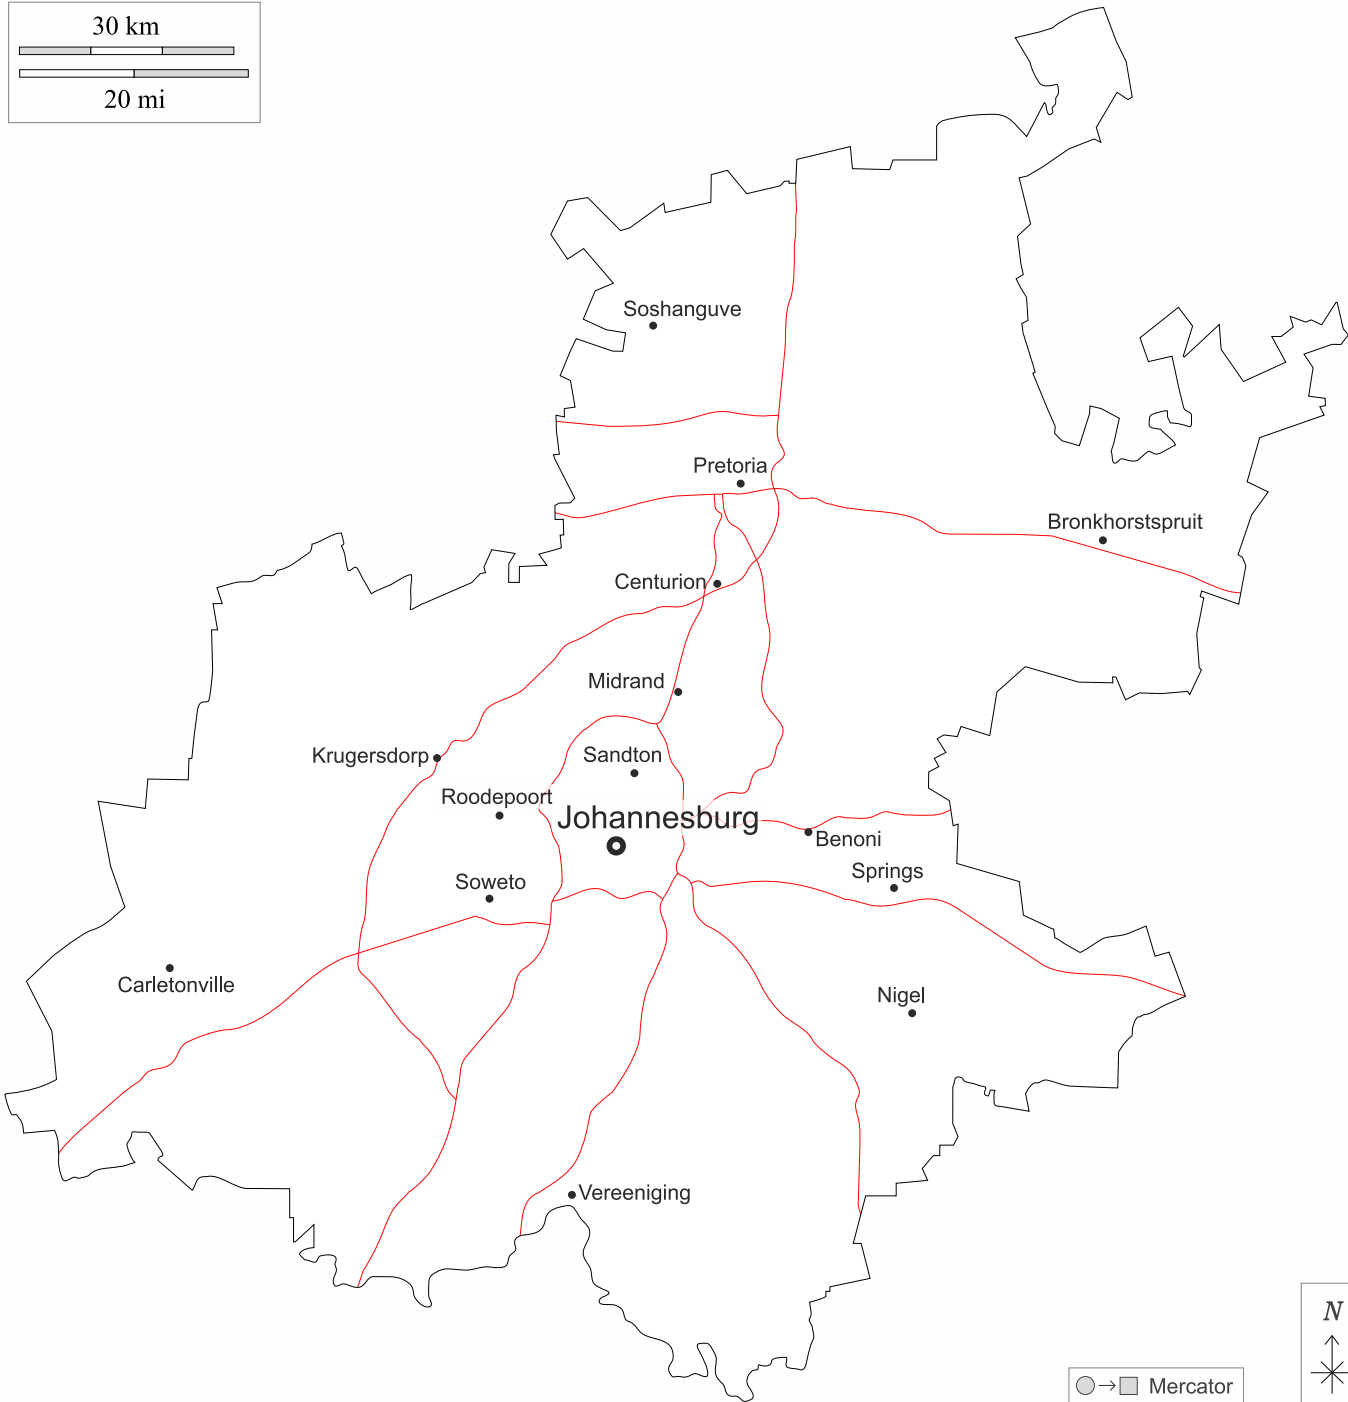 30 km
20 mi
Soshanguve
Pretoria
Bronkhorstspruit
Centurion
Midrand
Krugersdorp
Sandton
Roodepoort
Johannesburg
Benoni
Springs
Soweto
Carletonville
Nigel
Vereeniging
N
Mercator